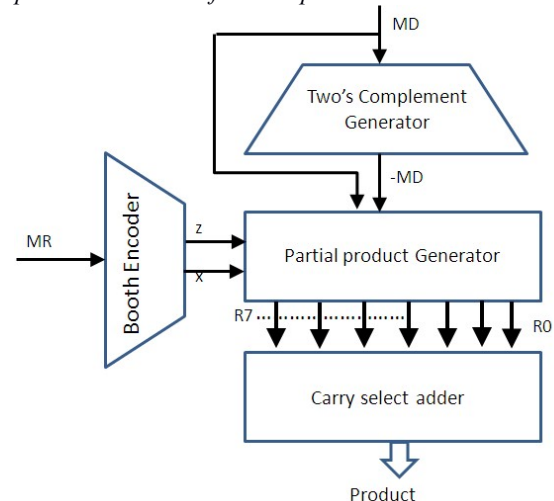 MD
Two's Complement
Generator
-MD
MR
Booth Encoder
z
x
Partial product Generator
R7
R0
Carry select adder
Product